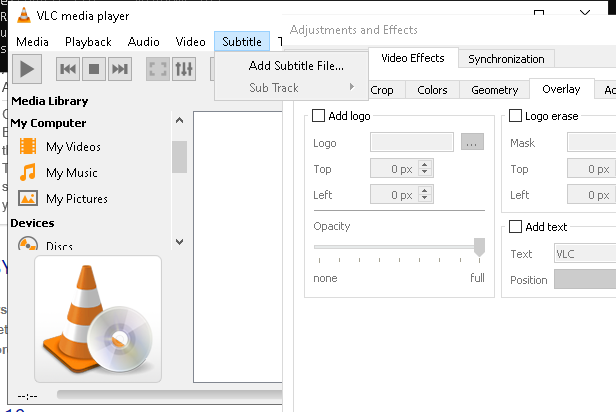 VLC media player
Adjustments and Effects
Media Playback Audio Video Subtitle T
Video Effects Synchronization
Add Subtitle File...
Sub Track
Crop Colors Geometry Overlay
Media Library
My Computer
My Videos
My Music
My Pictures
Devices
Discs
Add logo
Logo ...
Top 0 px
Left 0 px
Opacity
none full
Logo erase
Mask
Top 0 px
Left 0 px
Add text
Text VLC
Position
--:--